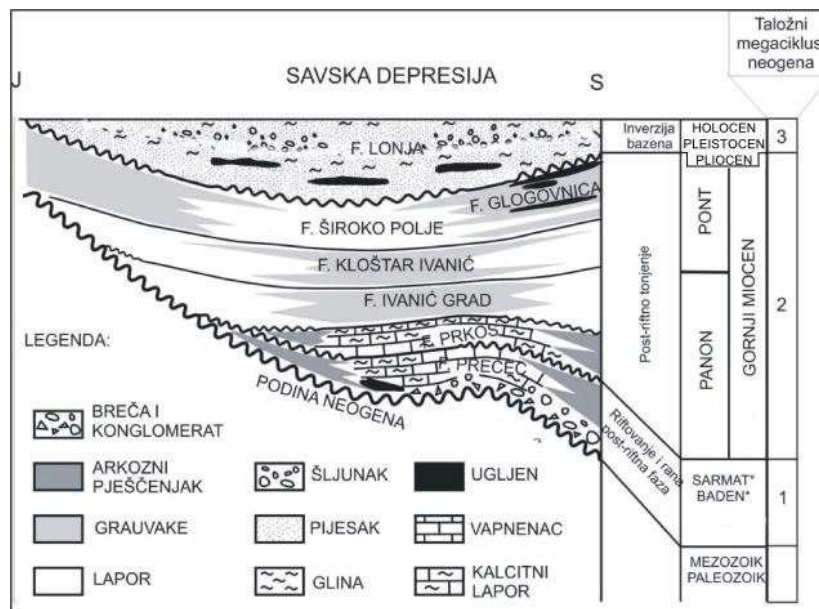 Taložni
megaciklus
neogena
J
SAVSKA DEPRESIJA
S
F. LONJA
F. GLOGOVNICA
F. ŠIROKO POLJE
F. KLOŠTAR IVANIĆ
F. IVANIĆ GRAD
F. PRKOS
F. PREČEC
PODINA NEOGENA
Inverzija
bazena
Post-riftno tonjenje
Riftovanje i rana
post-riftna faza
HOLOCEN
PLEISTOCEN
PLIOCEN
PONT
PANON
GORNJI MIOCEN
SARMAT*
BADEN*
MEZOZOIK
PALEOZOIK
3
2
1
LEGENDA:
BREČA I
KONGLOMERAT
ARKOZNI
PJEŠČENJAK
GRAUVAKE
LAPOR
ŠLJUNAK
PIJESAK
GLINA
UGLJEN
VAPNENAC
KALCITNI
LAPOR